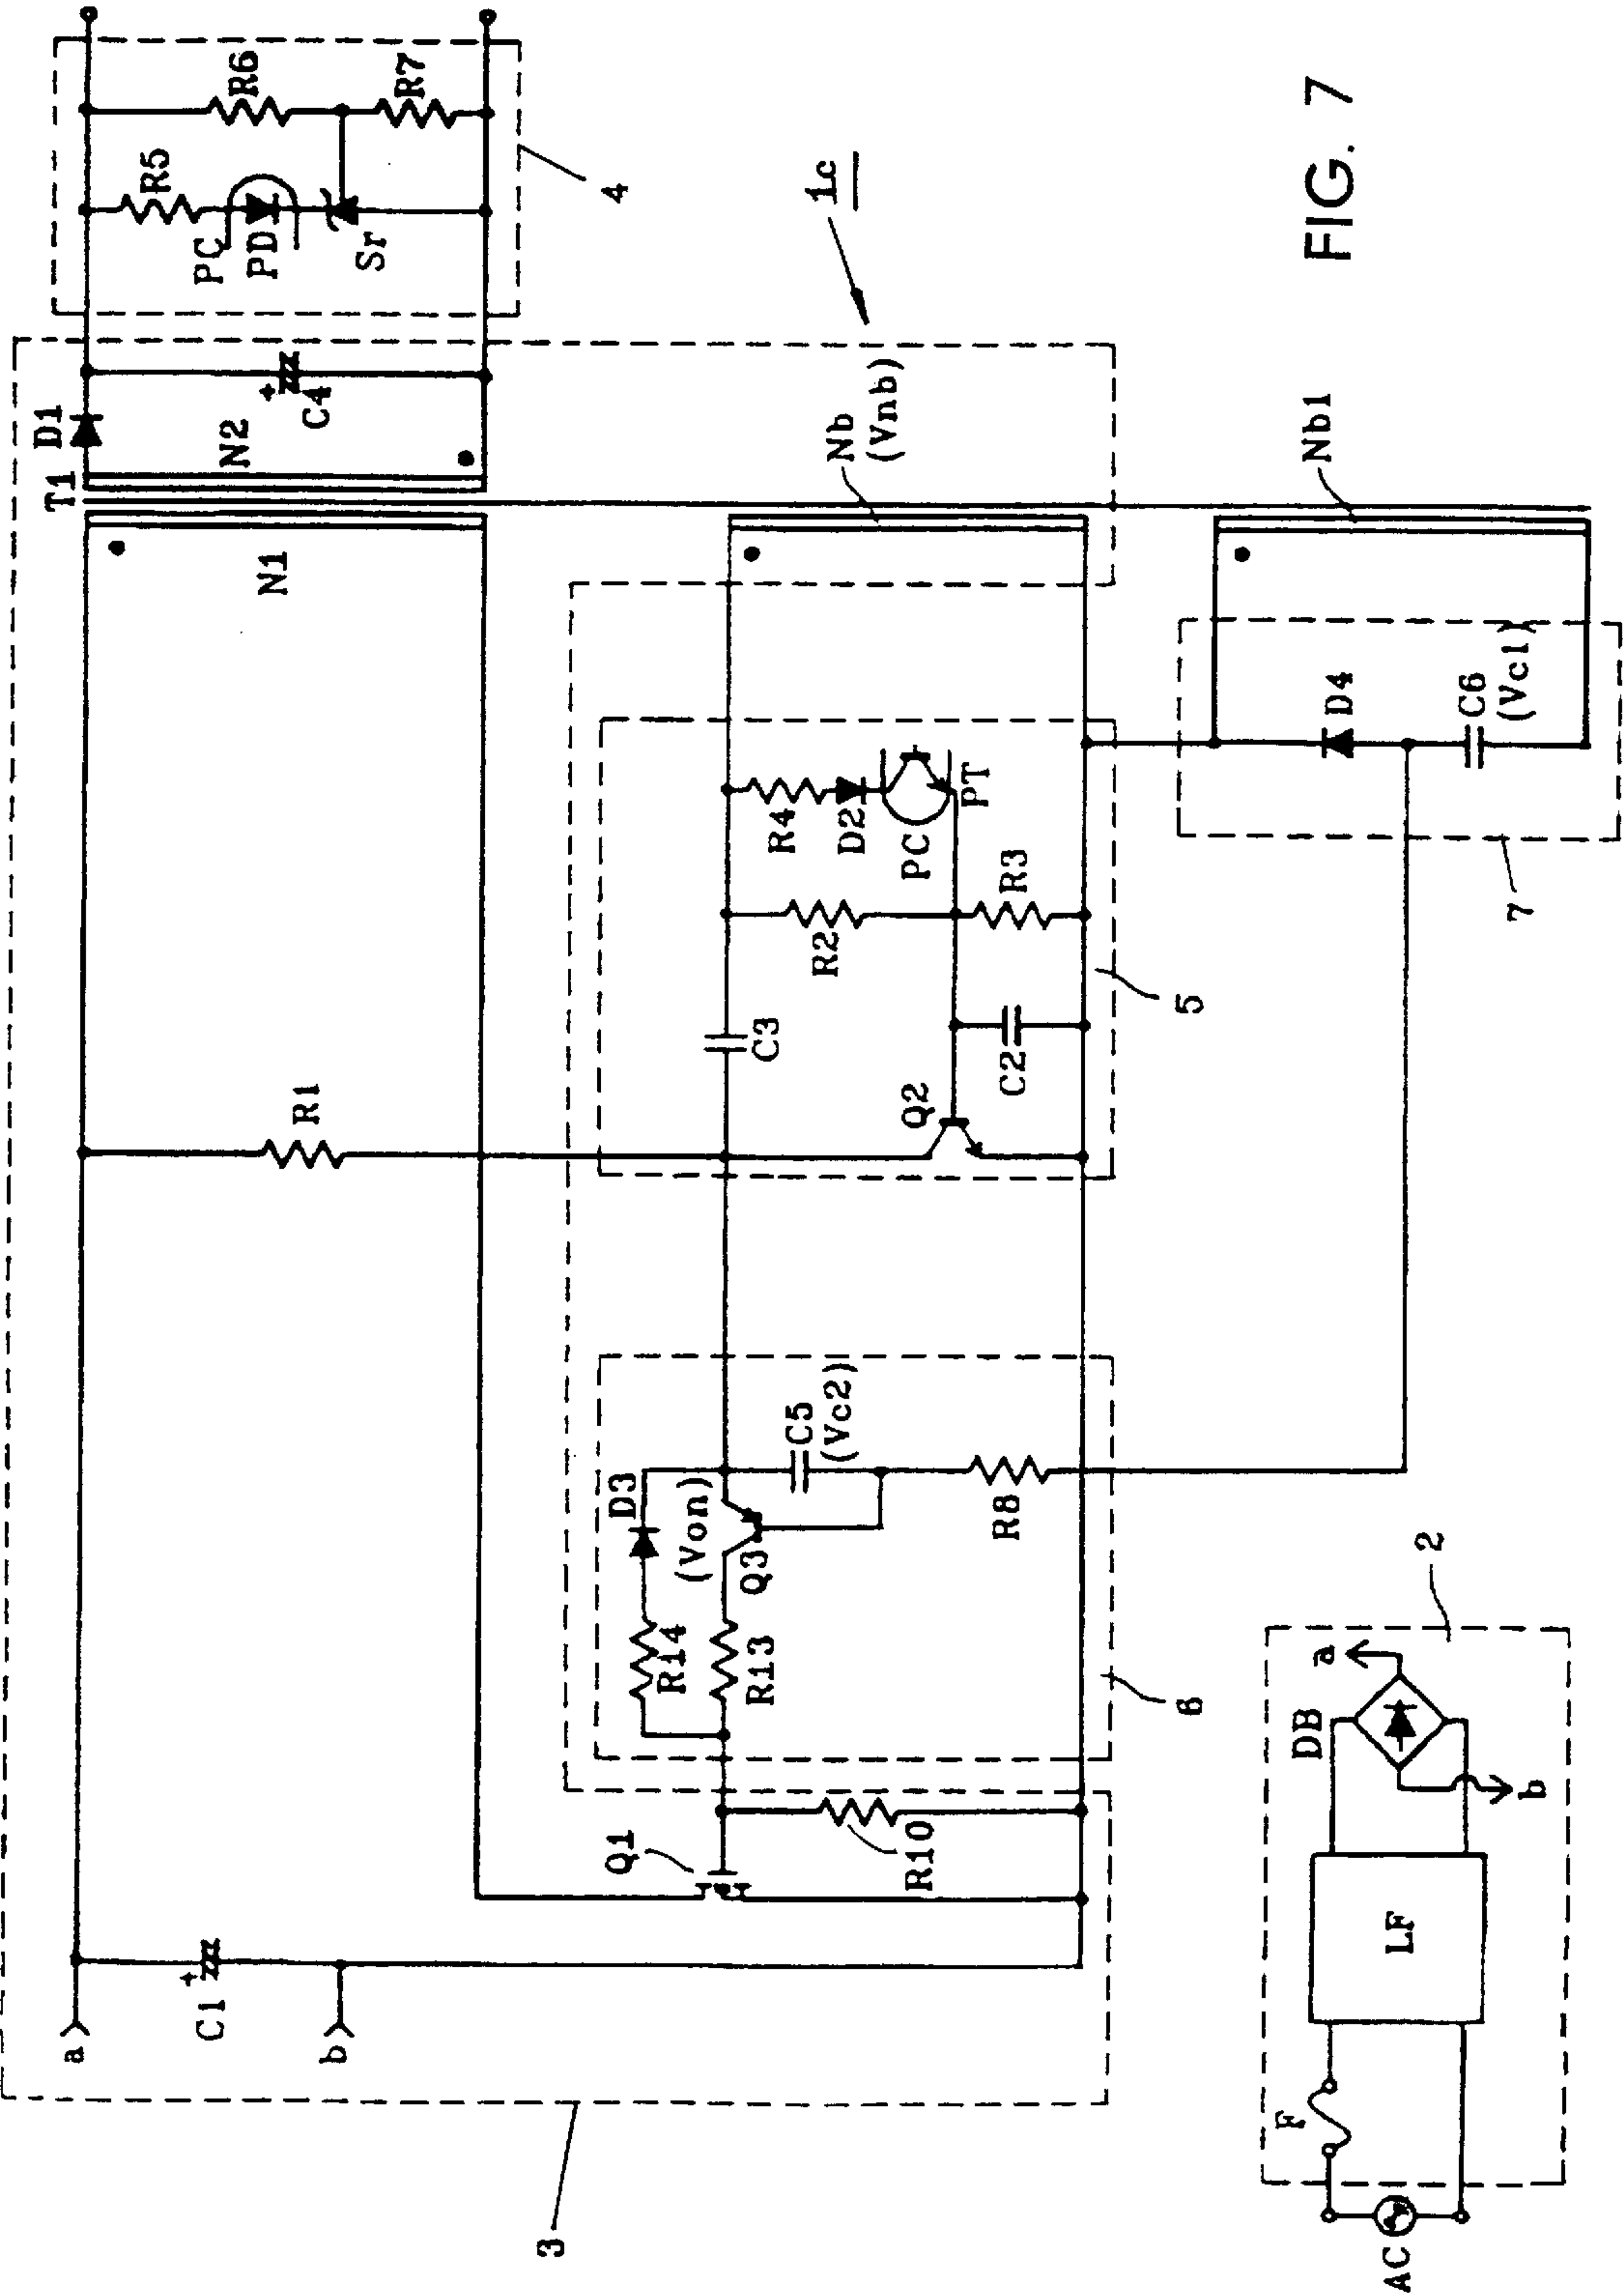 a
b
C1
+
3
R1
N1
T1
N2
D1
+
C4
R5
R6
PC
PD
Sr
R7
4
1c
Q1
R10
R14
D3
(Von)
R13
Q3
C5
(Vc2)
R8
6
C3
Q2
C2
R2
R3
R4
D2
PC
PT
5
Nb
(Vnb)
Nb1
D4
C6
(Vc1)
7
AC
F
LF
DB
a
b
2
FIG. 7